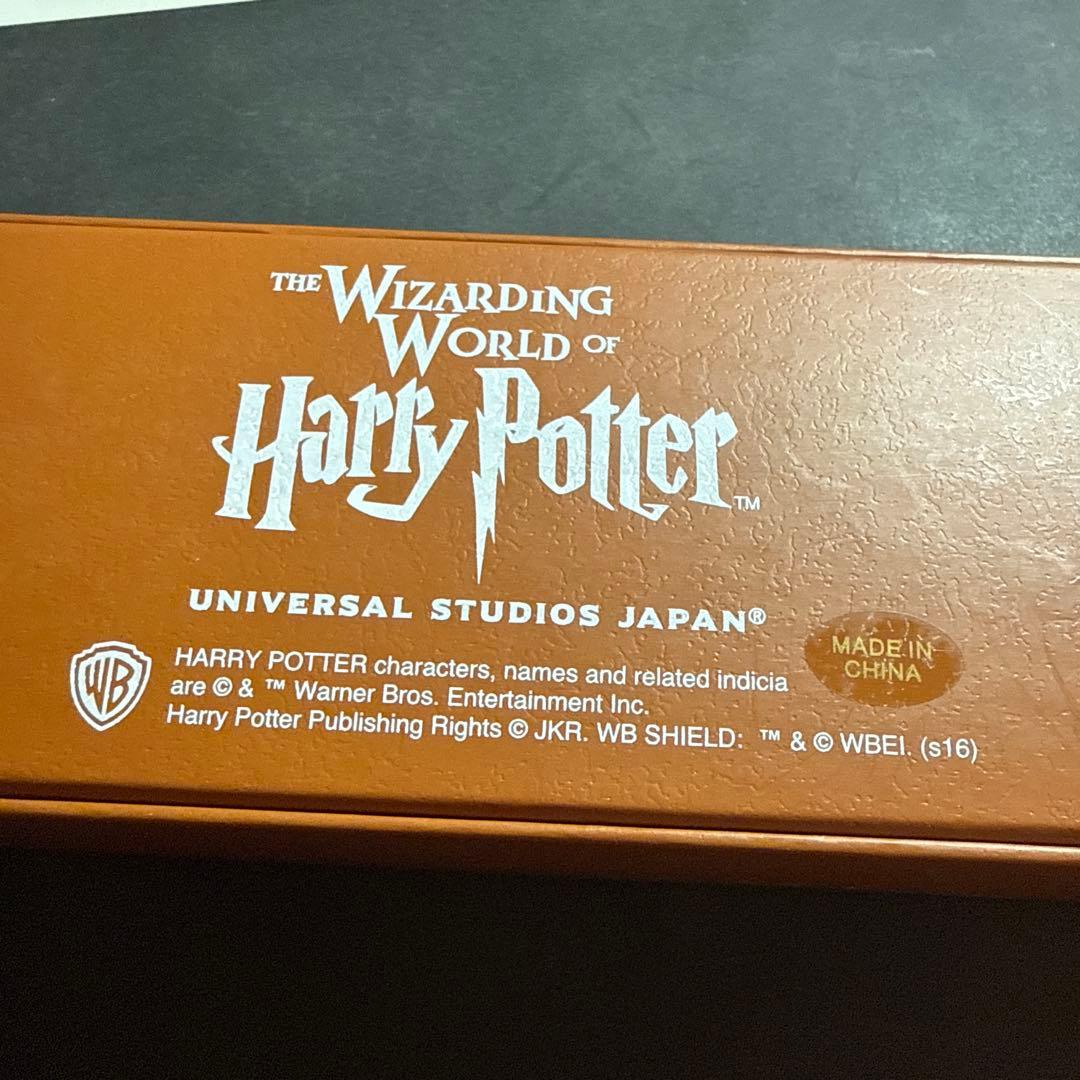 THE WIZARDING
WORLD OF
Harry Potter™
UNIVERSAL STUDIOS JAPAN®
MADE IN
CHINA
WB
HARRY POTTER characters, names and related indicia
are © & ™ Warner Bros. Entertainment Inc.
Harry Potter Publishing Rights © JKR. WB SHIELD: ™ & © WBEI. (s16)